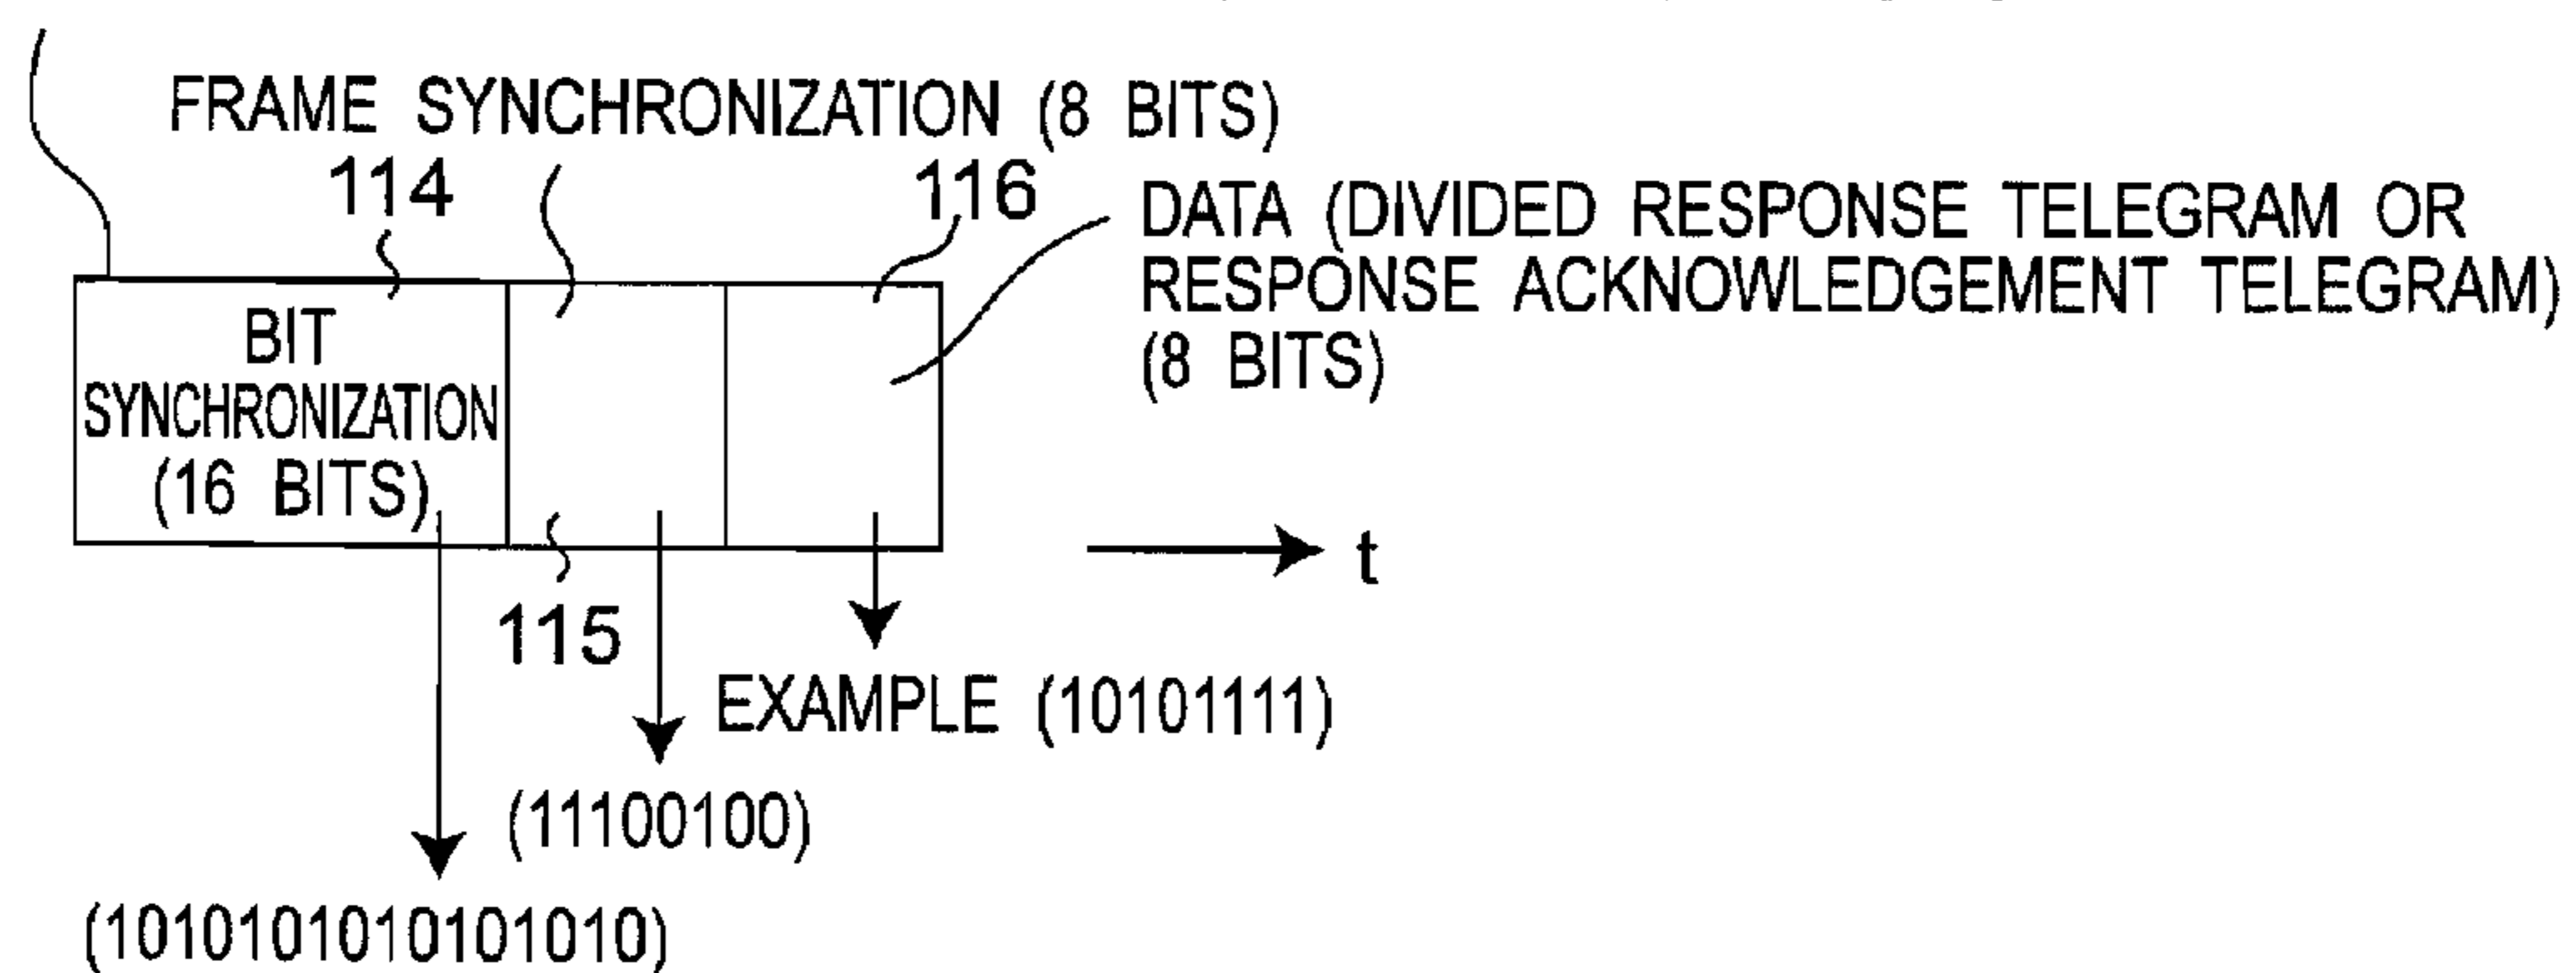 FRAME SYNCHRONIZATION (8 BITS)
114
116
DATA (DIVIDED RESPONSE TELEGRAM OR
RESPONSE ACKNOWLEDGEMENT TELEGRAM)
(8 BITS)
BIT
SYNCHRONIZATION
(16 BITS)
t
115
EXAMPLE (10101111)
(11100100)
(1010101010101010)